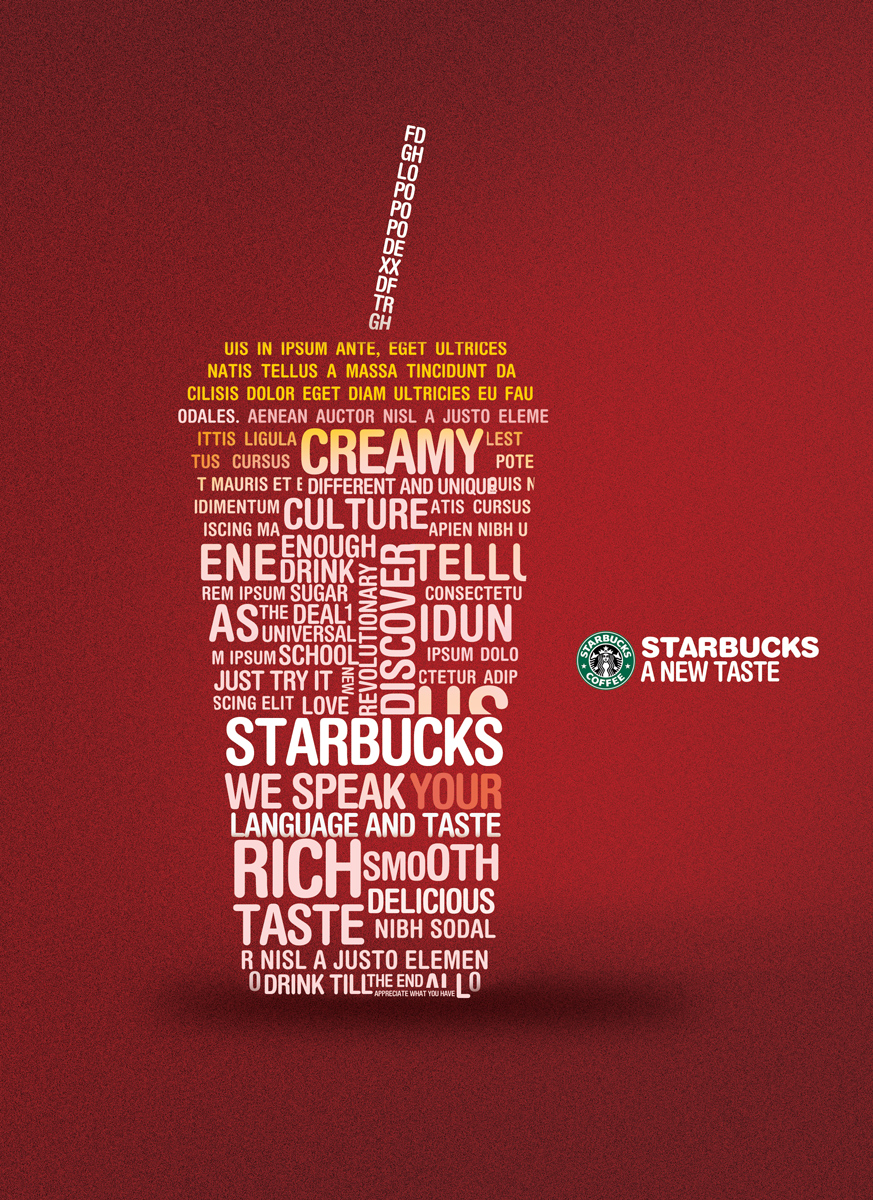 FD
GH
LO
PO
PO
PO
DE
XX
DF
TR
GH
UIS IN IPSUM ANTE, EGET ULTRICES
NATIS TELLUS A MASSA TINCIDUNT DA
CILISIS DOLOR EGET DIAM ULTRICIES EU FAU
ODALES. AENEAN AUCTOR NISL A JUSTO ELEME
ITTIS LIGULA CREAMY LEST
TUS CURSUS POTE
T MAURIS ET E DIFFERENT AND UNIQUE QUIS N
IDIMENTUM CULTURE ATIS CURSUS
ISCING MA APIEN NIBH U
ENE ENOUGH DISCOVER TELLU
DRINK REVOLUTIONARY
REM IPSUM SUGAR CONSECTETU
AS THE DEAL1 IDUN
UNIVERSAL
M IPSUM SCHOOL IPSUM DOLO
JUST TRY IT NEW CTETUR ADIP
SCING ELIT LOVE US
STARBUCKS
WE SPEAK YOUR
LANGUAGE AND TASTE
RICH SMOOTH
DELICIOUS
TASTE NIBH SODAL
R NISL A JUSTO ELEMEN
O DRINK TILL THE END ALLO
APPRECIATE WHAT YOU HAVE
STARBUCKS
COFFEE
STARBUCKS
A NEW TASTE